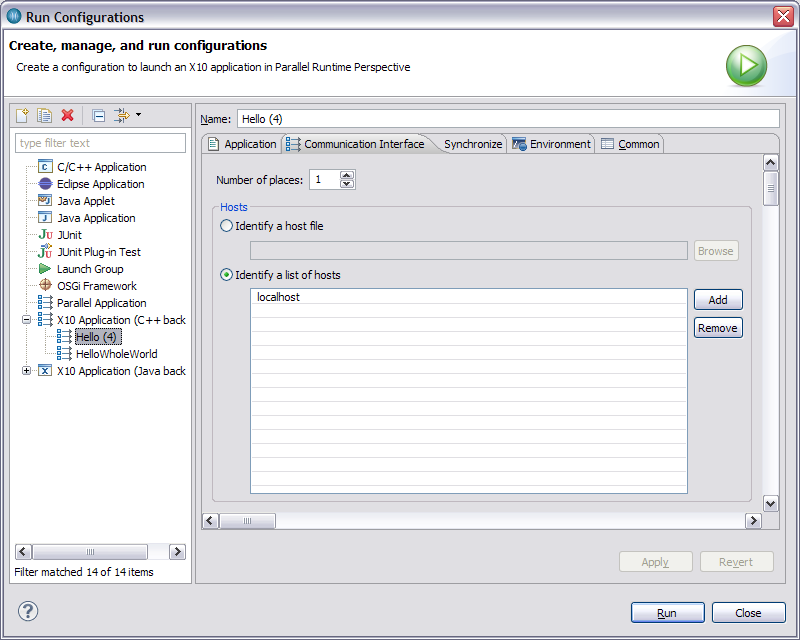 Run Configurations
Create, manage, and run configurations
Create a configuration to launch an X10 application in Parallel Runtime Perspective
type filter text
C/C++ Application
Eclipse Application
Java Applet
Java Application
JUnit
JUnit Plug-in Test
Launch Group
OSGi Framework
Parallel Application
X10 Application (C++ back
Hello (4)
HelloWholeWorld
X10 Application (Java back
Filter matched 14 of 14 items
Name: Hello (4)
Application Communication Interface Synchronize Environment Common
Number of places: 1
Hosts
Identify a host file
Browse
Identify a list of hosts
localhost
Add
Remove
Apply Revert
Run Close